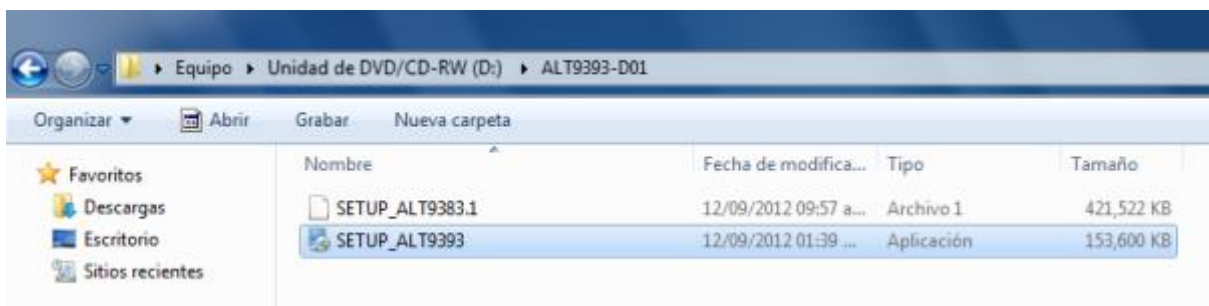 Equipo Unidad de DVD/CD-RW (D:) ALT9393-D01
Organizar Abrir Grabar Nueva carpeta
Favoritos
Descargas
Escritorio
Sitios recientes
Nombre Fecha de modifica... Tipo Tamaño
SETUP_ALT9383.1 12/09/2012 09:57 a... Archivo 1 421,522 KB
SETUP_ALT9393 12/09/2012 01:39 ... Aplicación 153,600 KB